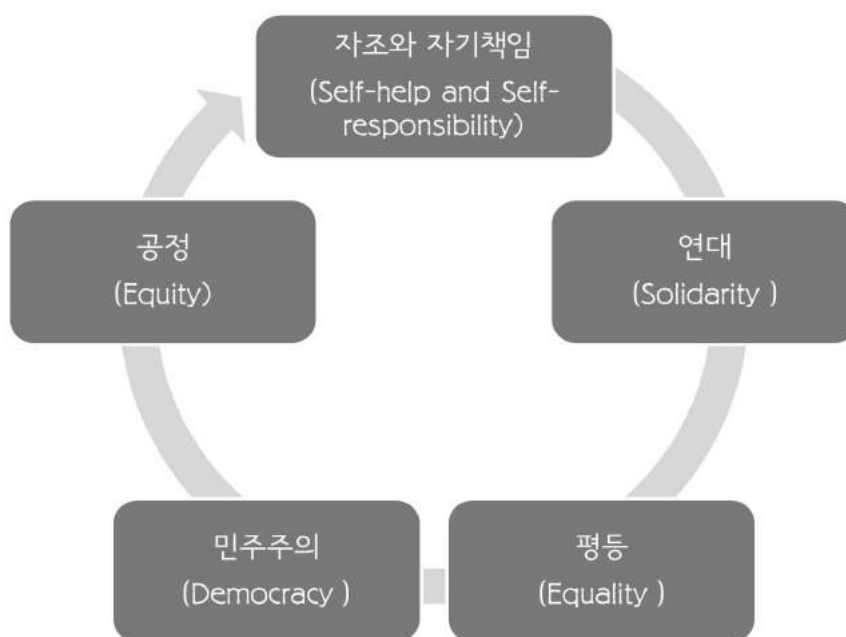 자조와 자기책임
(Self-help and Self-
responsibility)
공정
(Equity)
연대
(Solidarity )
민주주의
(Democracy )
평등
(Equality )